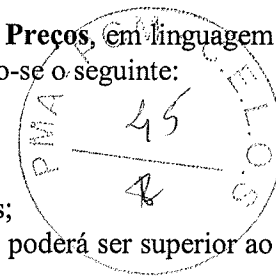 Preços, em linguagem
o-se o seguinte:
45
s;
poderá ser superior ao